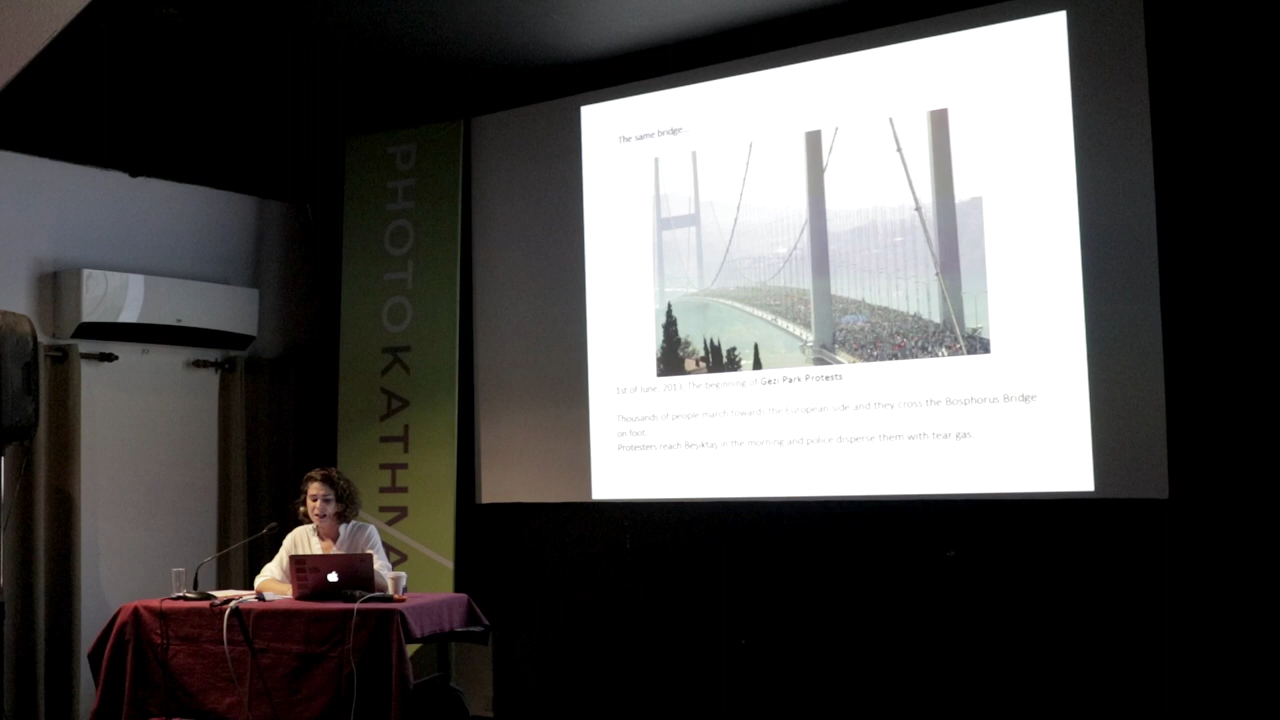 PHOTOKATHMA
The same bridge...
1st of June, 2013. The beginning of Gezi Park Protests
Thousands of people march towards the European side and they cross the Bosphorus Bridge
on foot.
Protesters reach Beşiktaş in the morning and police disperse them with tear gas.